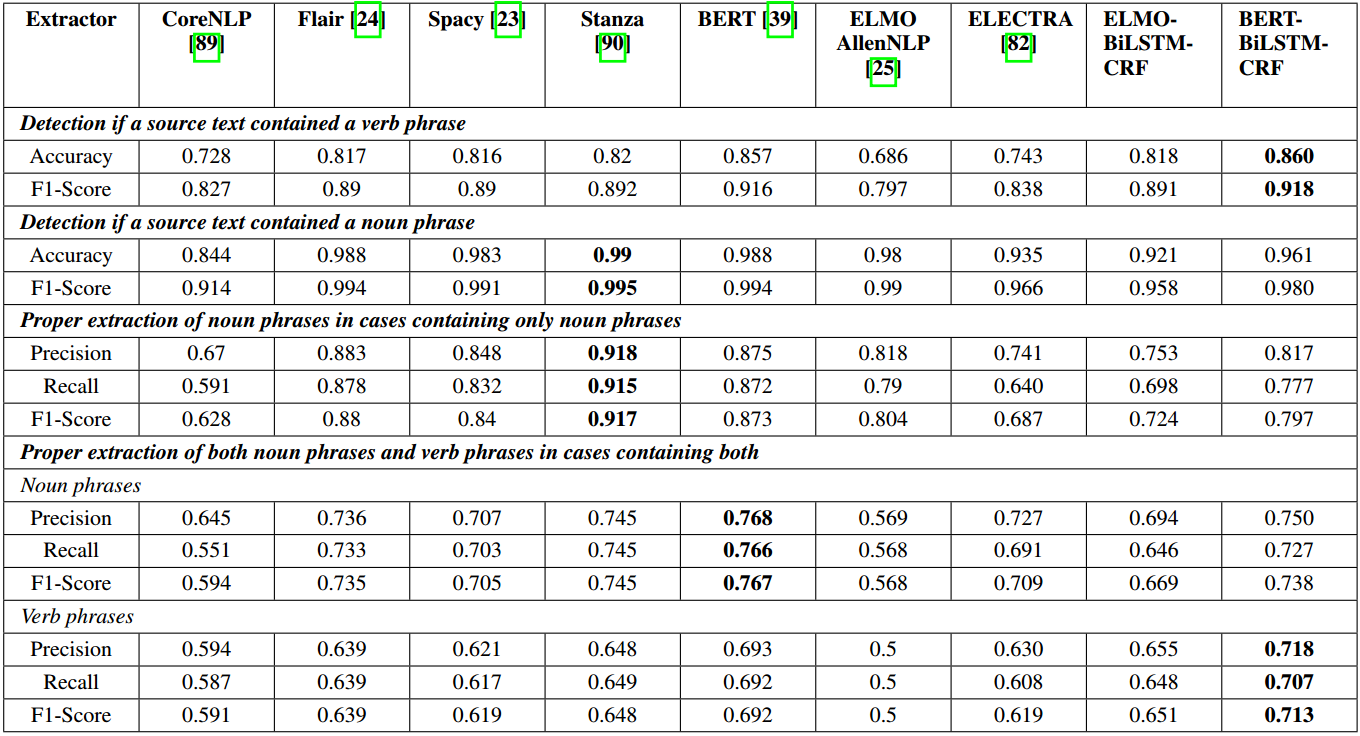 Extractor CoreNLP [89] Flair [24] Spacy [23] Stanza [90] BERT [39] ELMO AllenNLP [25] ELECTRA [82] ELMO-BiLSTM-CRF BERT-BiLSTM-CRF
Detection if a source text contained a verb phrase
Accuracy 0.728 0.817 0.816 0.82 0.857 0.686 0.743 0.818 0.860
F1-Score 0.827 0.89 0.89 0.892 0.916 0.797 0.838 0.891 0.918
Detection if a source text contained a noun phrase
Accuracy 0.844 0.988 0.983 0.99 0.988 0.98 0.935 0.921 0.961
F1-Score 0.914 0.994 0.991 0.995 0.994 0.99 0.966 0.958 0.980
Proper extraction of noun phrases in cases containing only noun phrases
Precision 0.67 0.883 0.848 0.918 0.875 0.818 0.741 0.753 0.817
Recall 0.591 0.878 0.832 0.915 0.872 0.79 0.640 0.698 0.777
F1-Score 0.628 0.88 0.84 0.917 0.873 0.804 0.687 0.724 0.797
Proper extraction of both noun phrases and verb phrases in cases containing both
Noun phrases
Precision 0.645 0.736 0.707 0.745 0.768 0.569 0.727 0.694 0.750
Recall 0.551 0.733 0.703 0.745 0.766 0.568 0.691 0.646 0.727
F1-Score 0.594 0.735 0.705 0.745 0.767 0.568 0.709 0.669 0.738
Verb phrases
Precision 0.594 0.639 0.621 0.648 0.693 0.5 0.630 0.655 0.718
Recall 0.587 0.639 0.617 0.649 0.692 0.5 0.608 0.648 0.707
F1-Score 0.591 0.639 0.619 0.648 0.692 0.5 0.619 0.651 0.713